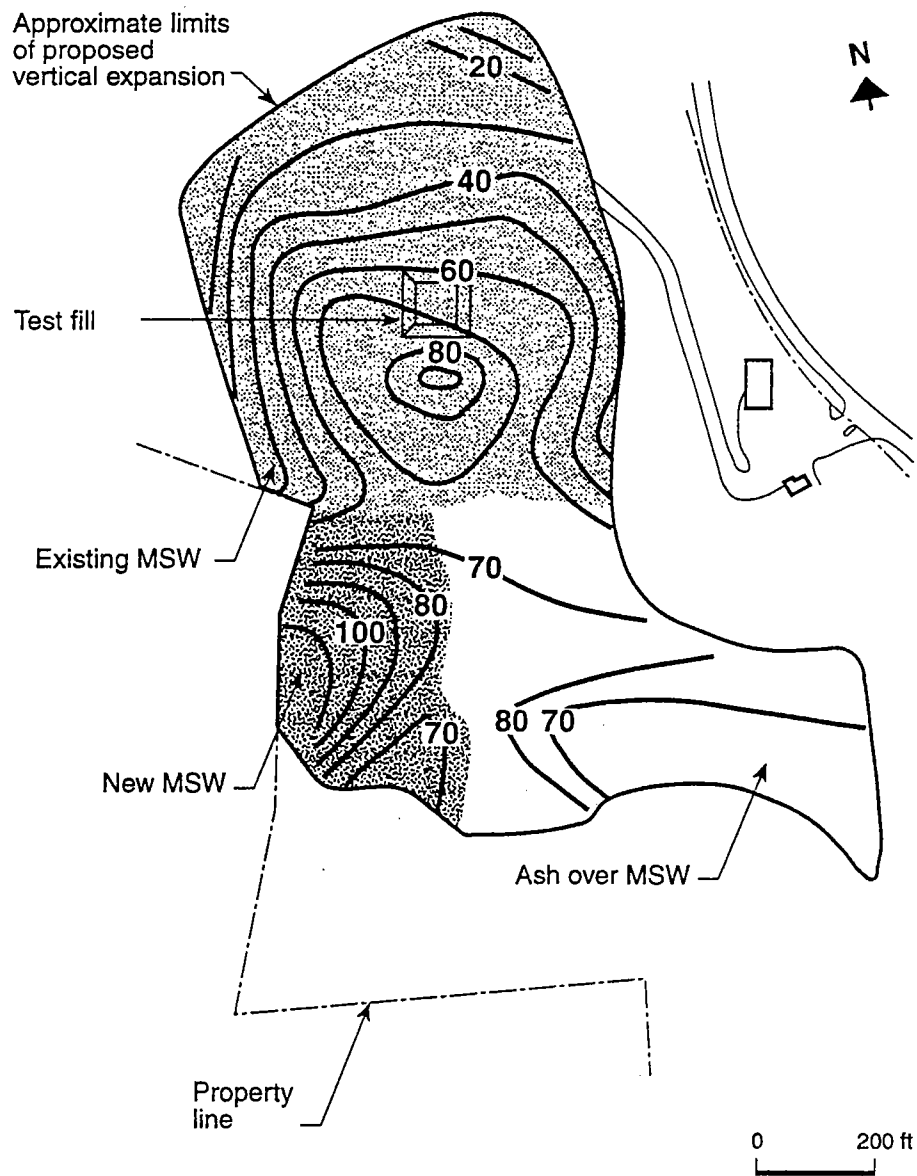 Approximate limits
of proposed
vertical expansion
N
20
40
60
Test fill
80
Existing MSW
70
80
100
New MSW
70
80
70
Ash over MSW
Property
line
0 200 ft